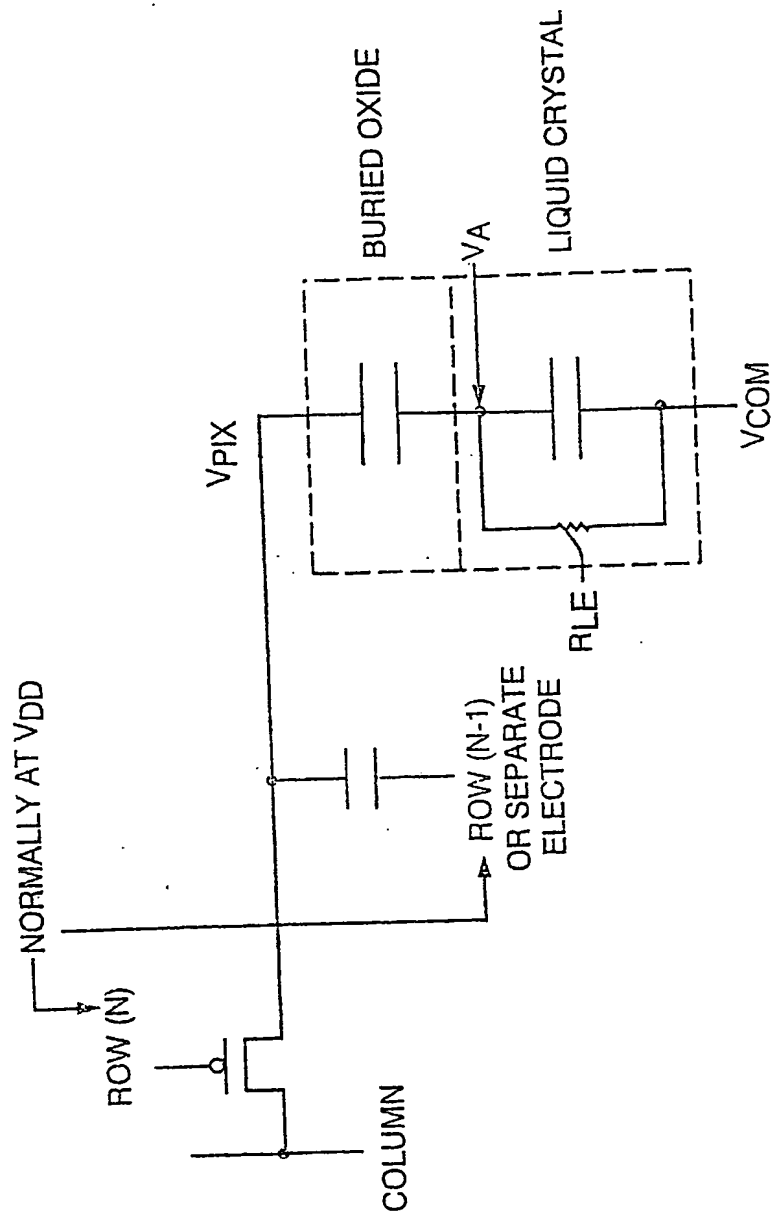 NORMALLY AT VDD
ROW (N)
COLUMN
ROW (N-1)
OR SEPARATE
ELECTRODE
VPIX
BURIED OXIDE
VA
LIQUID CRYSTAL
RLE
VCOM